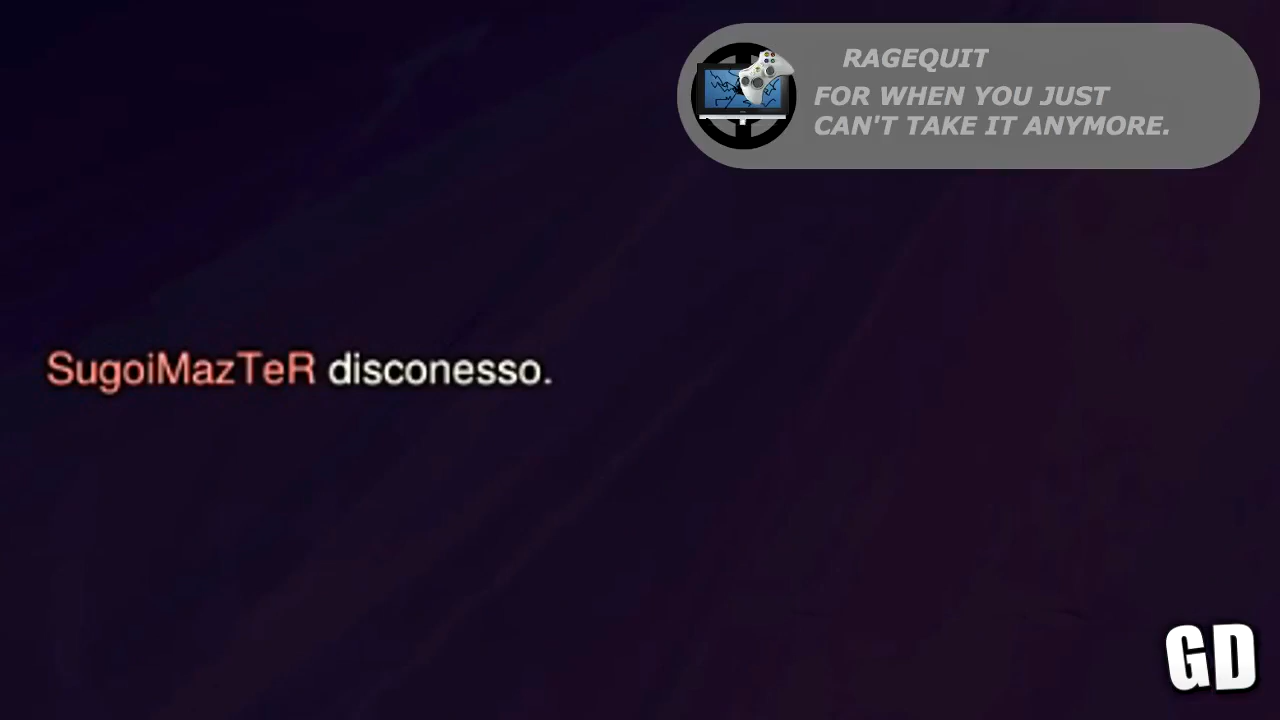 RAGEQUIT
FOR WHEN YOU JUST
CAN'T TAKE IT ANYMORE.
SugoiMazTeR disconesso.
GD